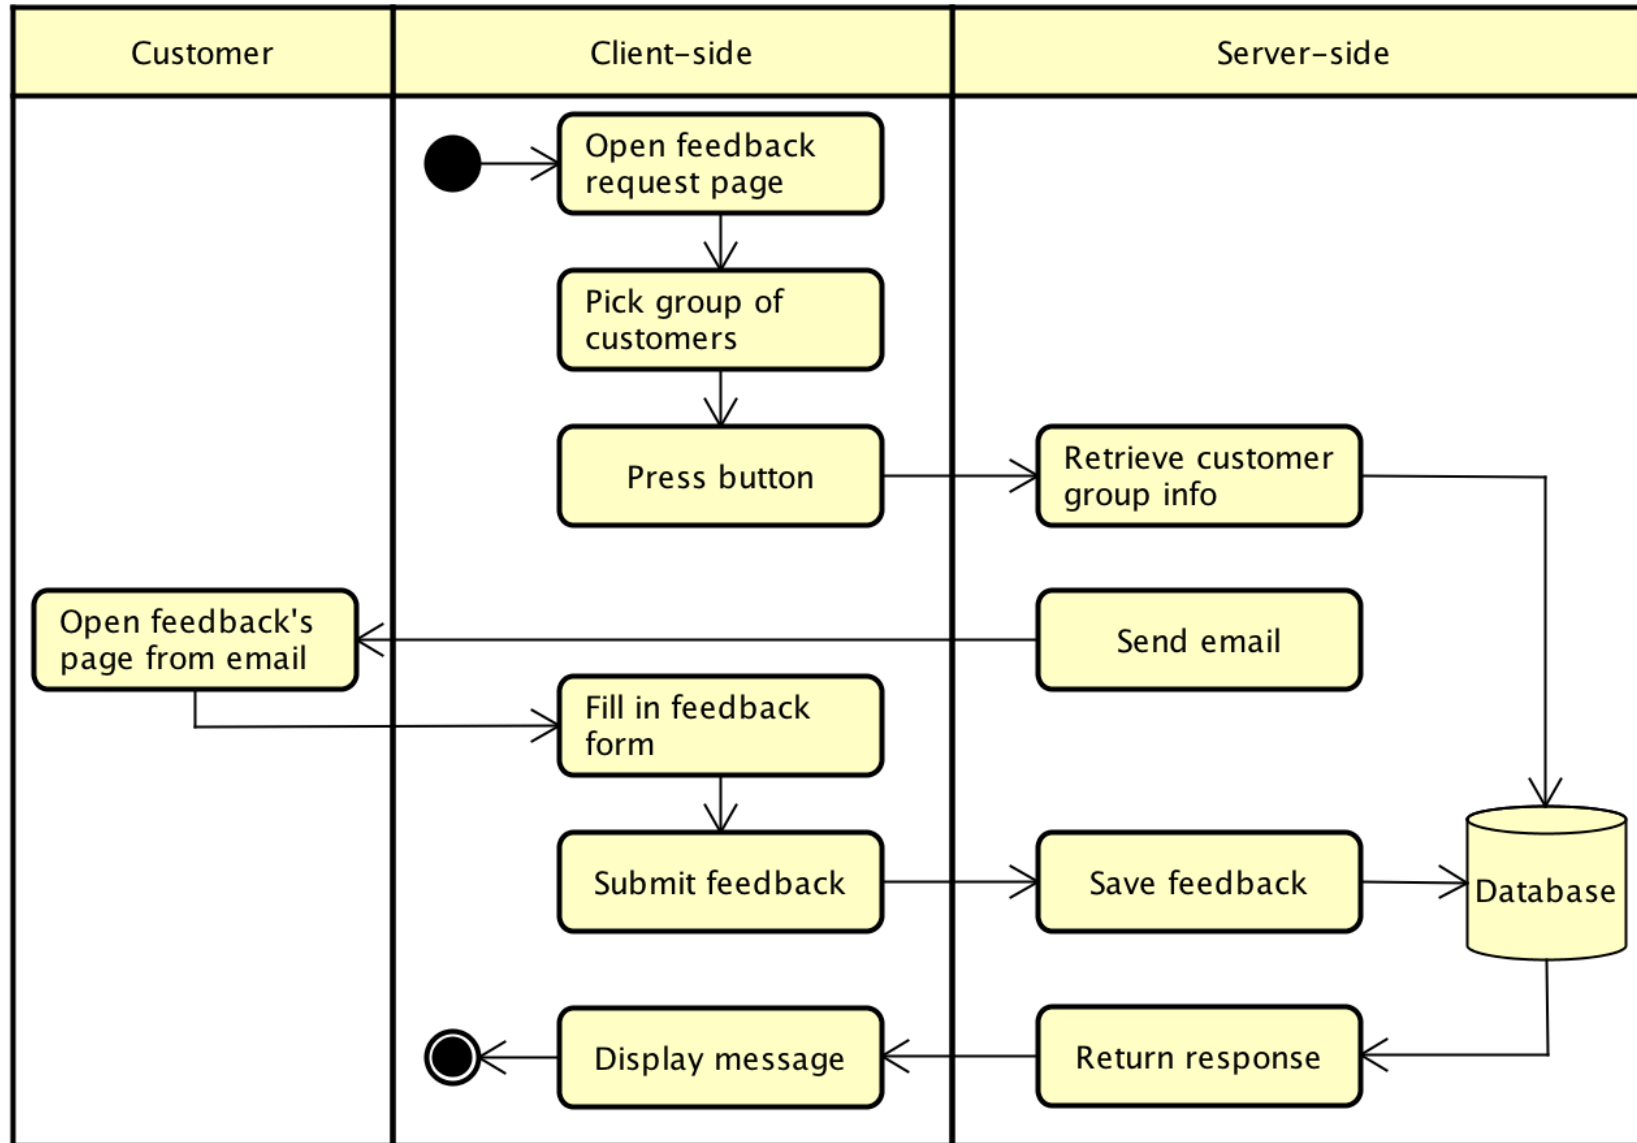 Customer
Client-side
Server-side
Open feedback
request page
Pick group of
customers
Press button
Retrieve customer
group info
Open feedback's
page from email
Send email
Fill in feedback
form
Submit feedback
Save feedback
Database
Display message
Return response